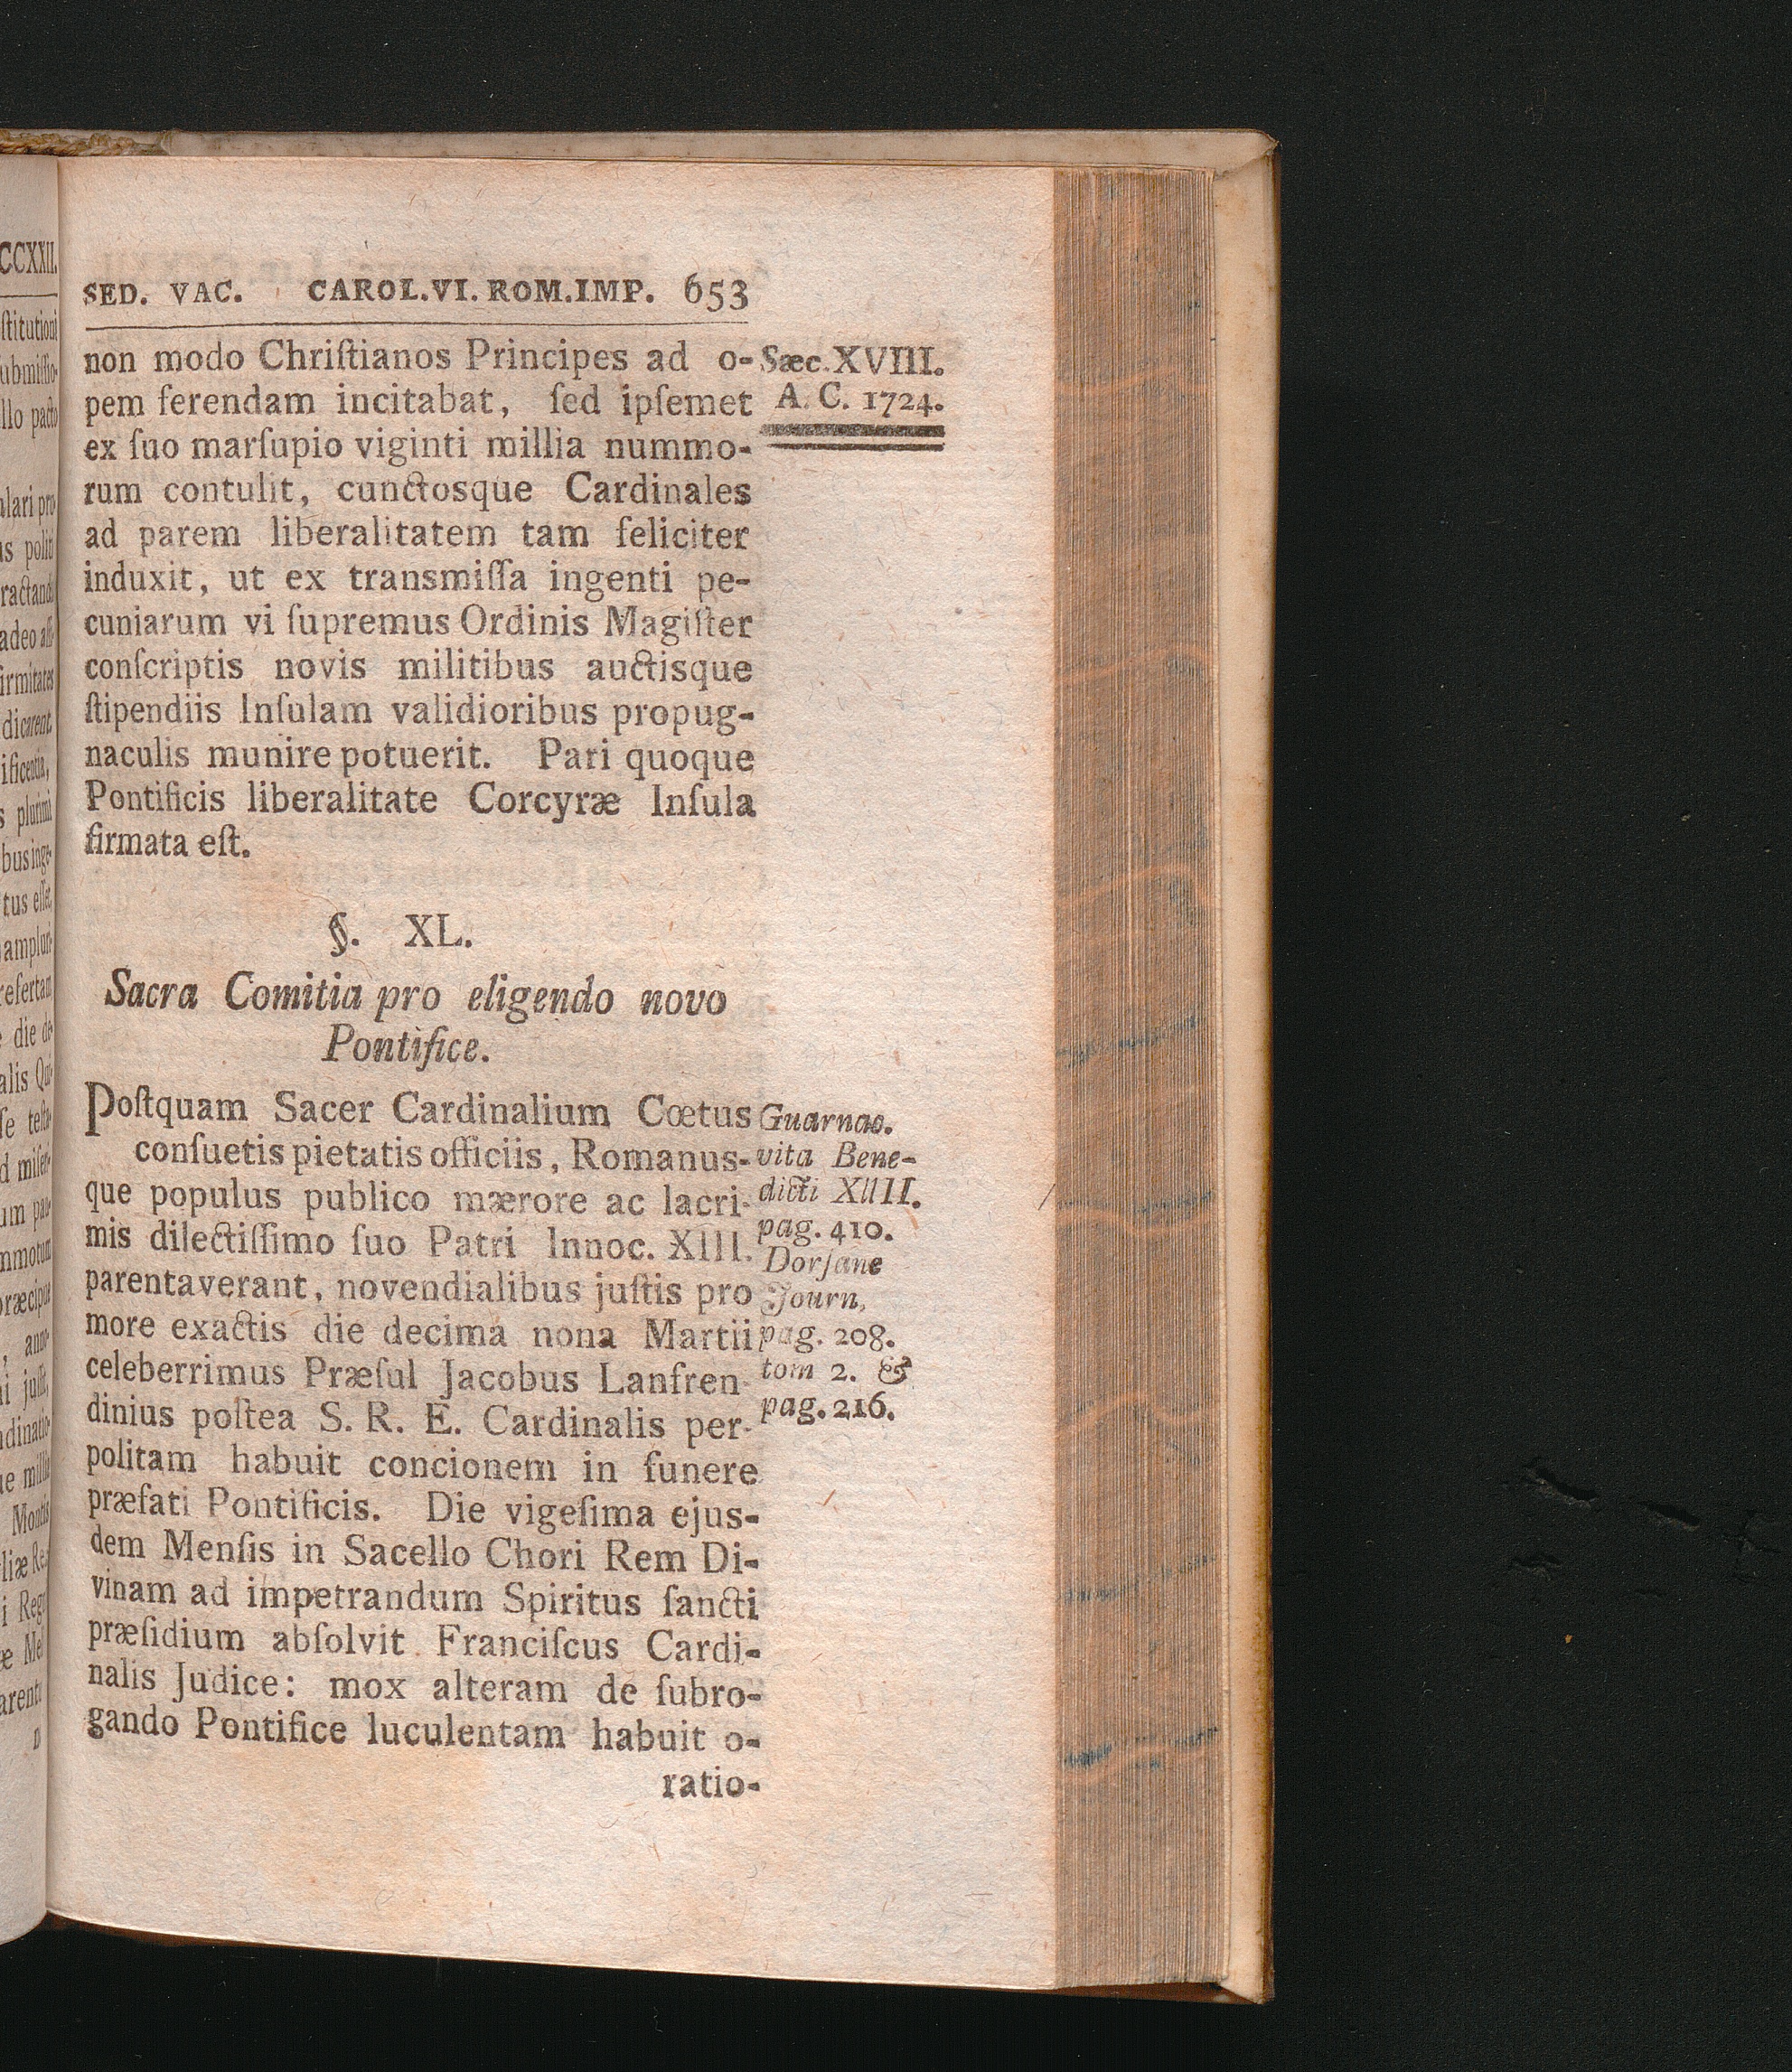 SED. VAC. CAROL.VI. ROM.IMP. 653
non modo Chriſtianos Principes ad o-
pem ferendam incitabat, ſed ipſemet
ex ſuo marſupio viginti millia nummo-
rum contulit, cunctosque Cardinales
ad parem liberalitatem tam feliciter
induxit, ut ex transmiſſa ingenti pe-
cuniarum vi ſupremus Ordinis Magiſter
conſcriptis novis militibus auctisque
ſtipendiis Inſulam validioribus propug-
naculis munire potuerit. Pari quoque
Pontificis liberalitate Corcyræ Inſula
firmata eſt.
Sæc. XVIII.
A. C. 1724.
§. XL.
Sacra Comitia pro eligendo novo
Pontifice.
Poſtquam Sacer Cardinalium Cœtus
conſuetis pietatis officiis, Romanus-
que populus publico mærore ac lacri-
mis dilectiſſimo ſuo Patri Innoc. XIII.
parentaverant, novendialibus juſtis pro
more exactis die decima nona Martii
celeberrimus Præſul Jacobus Lanfren-
dinius poſtea S. R. E. Cardinalis per-
politam habuit concionem in funere
præfati Pontificis. Die vigeſima ejus-
dem Menſis in Sacello Chori Rem Di-
vinam ad impetrandum Spiritus ſancti
præſidium abſolvit Franciſcus Cardi-
nalis Judice: mox alteram de ſubro-
gando Pontifice luculentam habuit o-
ratio-
Guarnac.
vita Bene-
dicti XIIII.
pag. 410.
Dorſane
Journ,
pag. 208.
tom 2. &
pag. 216.